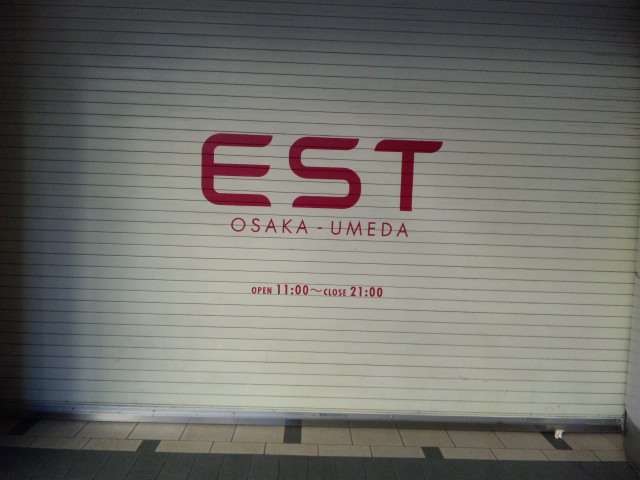 EST
OSAKA - UMEDA
OPEN 11:00～CLOSE 21:00